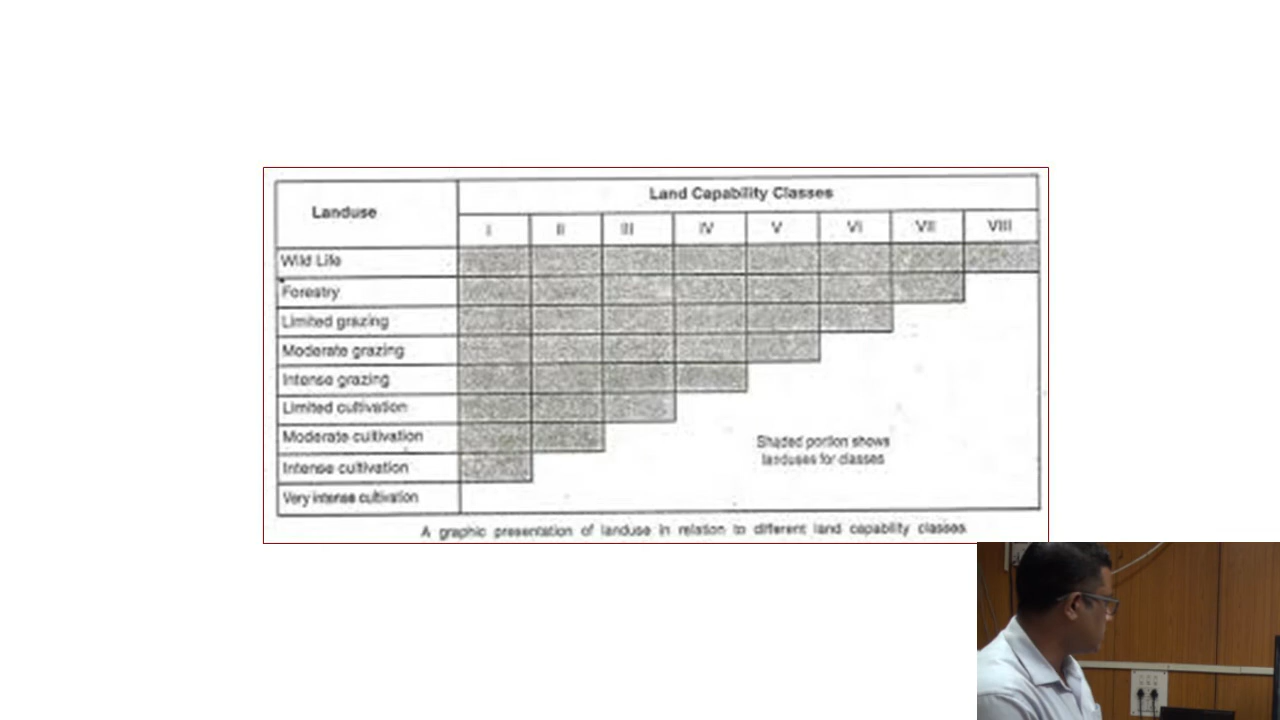 Landuse
Land Capability Classes
I II III IV V VI VII VIII
Wild Life
Forestry
Limited grazing
Moderate grazing
Intense grazing
Limited cultivation
Moderate cultivation
Intense cultivation
Very intense cultivation
Shaded portion shows
landuses for classes
A graphic presentation of landuse in relation to different land capability classes.